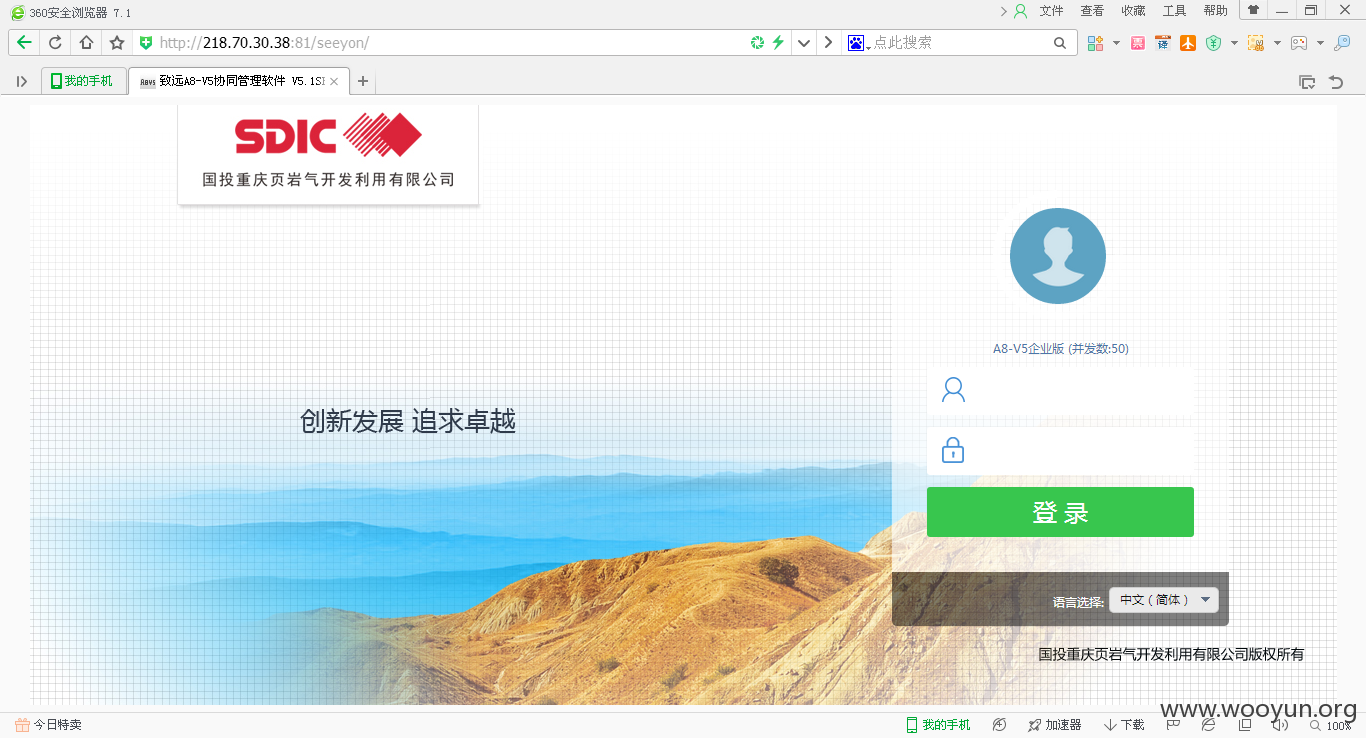 360安全浏览器 7.1
文件 查看 收藏 工具 帮助
http://218.70.30.38:81/seeyon/
点此搜索
我的手机
A8V5 致远A8-V5协同管理软件 V5.1S
SDIC
国投重庆页岩气开发利用有限公司
A8-V5企业版 (并发数:50)
创新发展 追求卓越
登录
语言选择: 中文（简体）
国投重庆页岩气开发利用有限公司版权所有
www.wooyun.org
今日特卖
我的手机
加速器
下载
100%